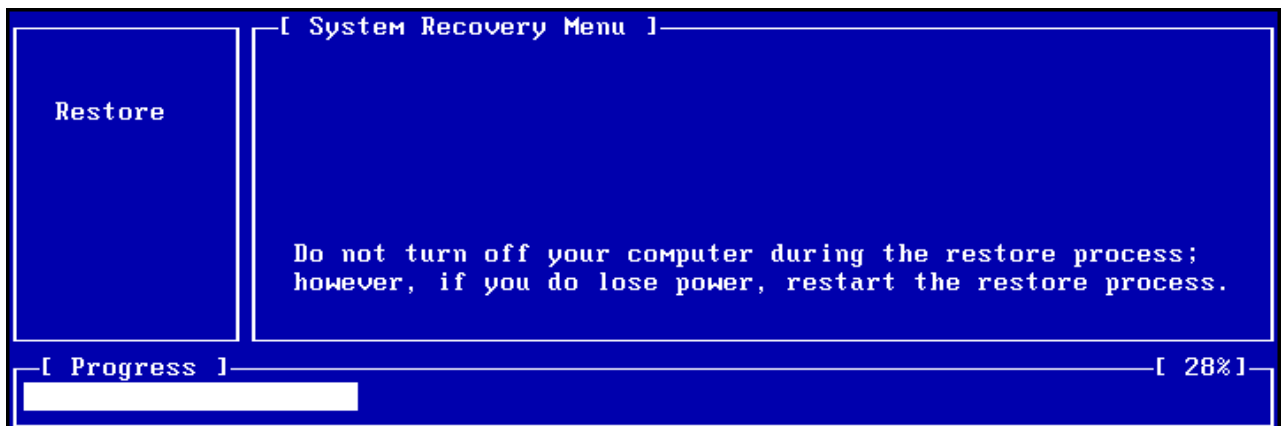 [ System Recovery Menu ]
Restore
Do not turn off your computer during the restore process;
however, if you do lose power, restart the restore process.
[ Progress ] [ 28%]